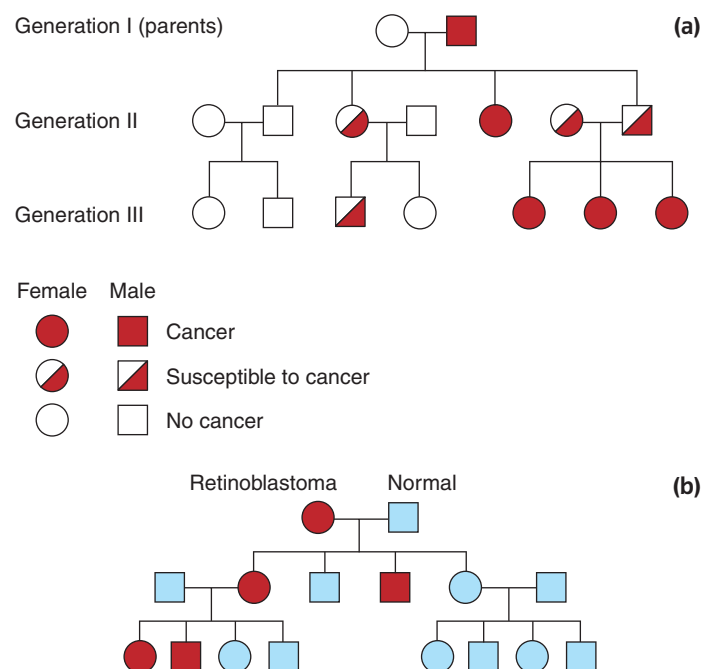 Generation I (parents)
(a)
Generation II
Generation III
Female Male
Cancer
Susceptible to cancer
No cancer
Retinoblastoma Normal
(b)